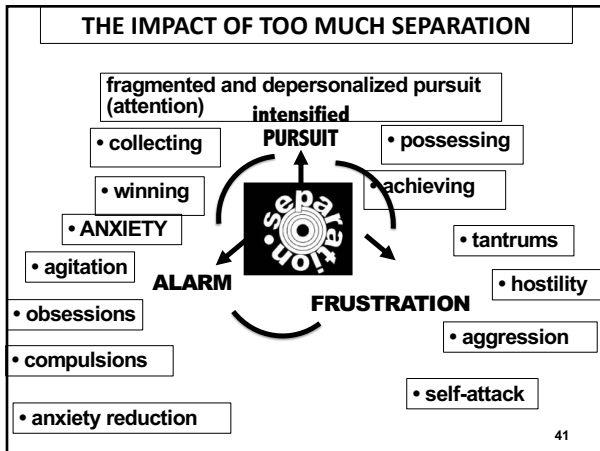 THE IMPACT OF TOO MUCH SEPARATION
fragmented and depersonalized pursuit
(attention)
intensified
PURSUIT
• collecting
• possessing
• winning
• achieving
• ANXIETY
separation •
• tantrums
• agitation
ALARM
• hostility
FRUSTRATION
• obsessions
• aggression
• compulsions
• self-attack
• anxiety reduction
41